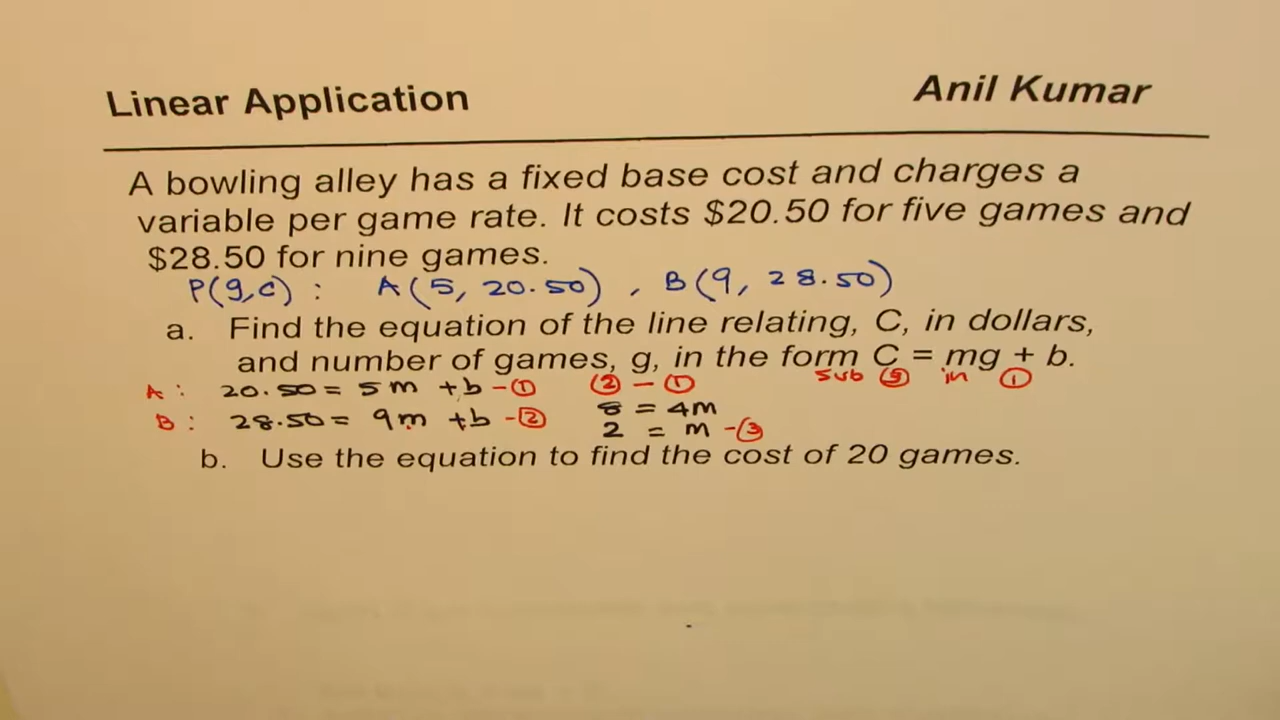 Linear Application Anil Kumar
A bowling alley has a fixed base cost and charges a
variable per game rate. It costs $20.50 for five games and
$28.50 for nine games.
P(g,c) : A(5, 20.50) , B(9, 28.50)
a. Find the equation of the line relating, C, in dollars,
and number of games, g, in the form C = mg + b.
sub ③ in ①
A : 20.50 = 5m + b - ① ② - ①
8 = 4m
B : 28.50 = 9m + b - ②
2 = m - ③
b. Use the equation to find the cost of 20 games.